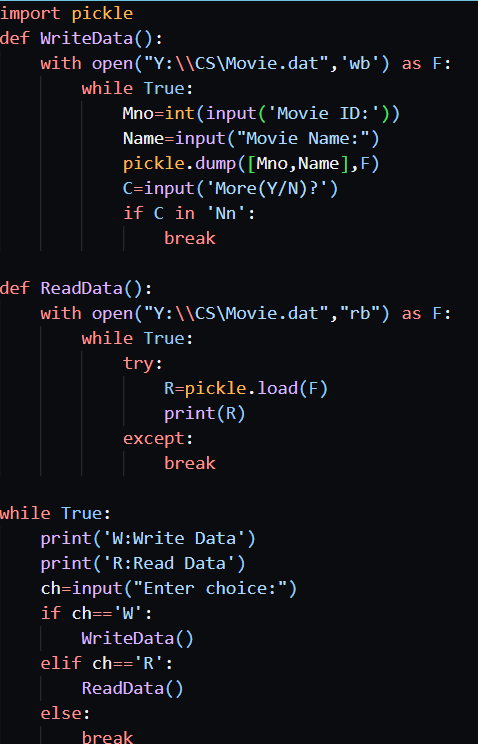 import pickle
def WriteData():
    with open("Y:\\CS\Movie.dat",'wb') as F:
        while True:
            Mno=int(input('Movie ID:'))
            Name=input("Movie Name:")
            pickle.dump([Mno,Name],F)
            C=input('More(Y/N)?')
            if C in 'Nn':
                break
def ReadData():
    with open("Y:\\CS\Movie.dat","rb") as F:
        while True:
            try:
                R=pickle.load(F)
                print(R)
            except:
                break
while True:
    print('W:Write Data')
    print('R:Read Data')
    ch=input("Enter choice:")
    if ch=='W':
        WriteData()
    elif ch=='R':
        ReadData()
    else:
        break